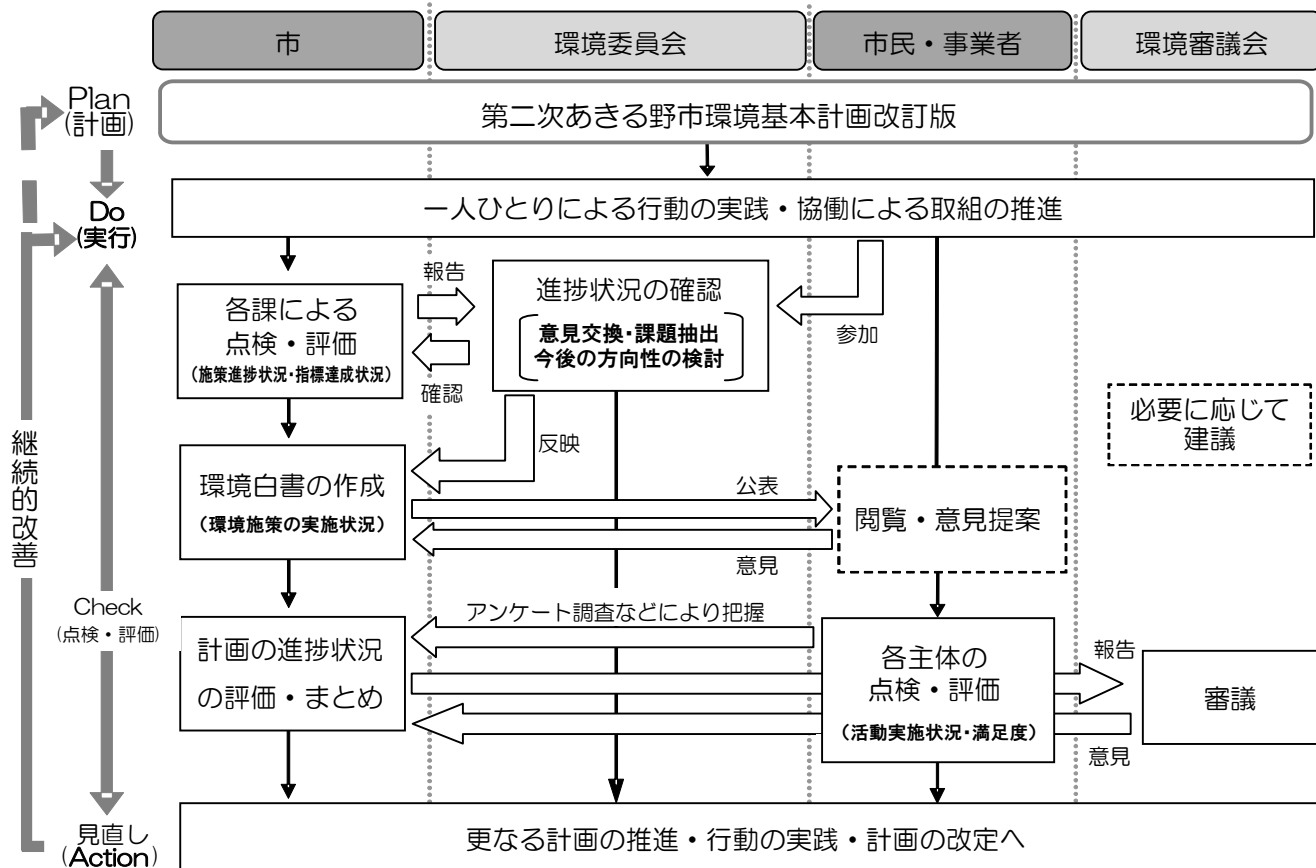 市
環境委員会
市民・事業者
環境審議会
Plan
(計画)
第二次あきる野市環境基本計画改訂版
Do
(実行)
一人ひとりによる行動の実践・協働による取組の推進
各課による
点検・評価
(施策進捗状況・指標達成状況)
報告
確認
進捗状況の確認
意見交換・課題抽出
今後の方向性の検討
参加
必要に応じて
建議
反映
環境白書の作成
(環境施策の実施状況)
公表
意見
閲覧・意見提案
継続的改善
Check
(点検・評価)
アンケート調査などにより把握
計画の進捗状況
の評価・まとめ
各主体の
点検・評価
(活動実施状況・満足度)
報告
意見
審議
見直し
(Action)
更なる計画の推進・行動の実践・計画の改定へ